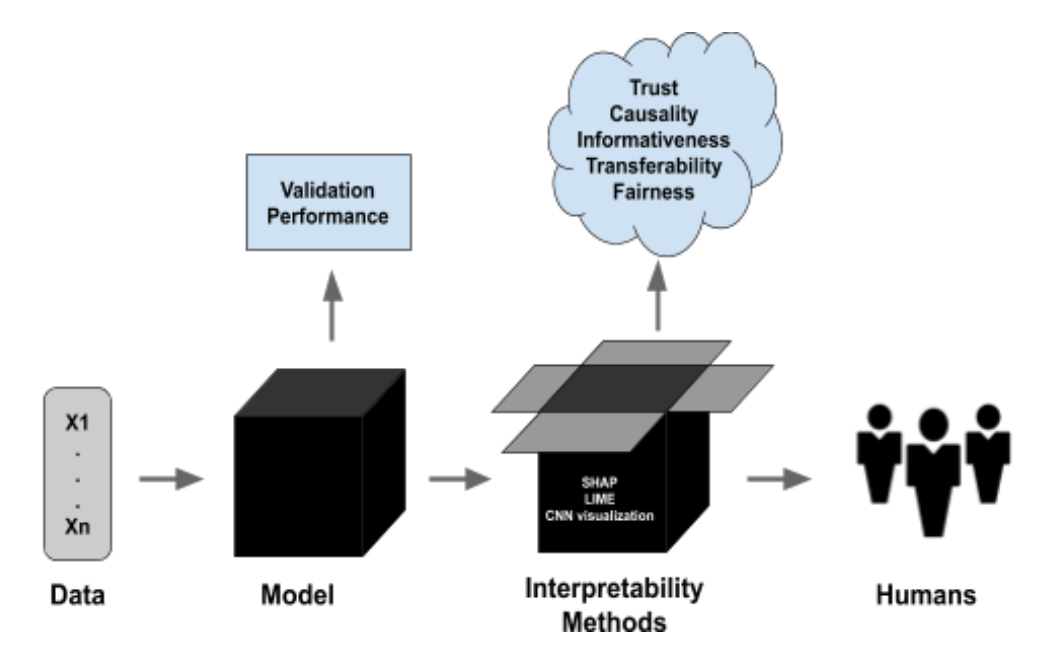 Trust
Causality
Informativeness
Transferability
Fairness
Validation
Performance
X1
.
.
.
Xn
SHAP
LIME
CNN visualization
Data
Model
Interpretability
Methods
Humans